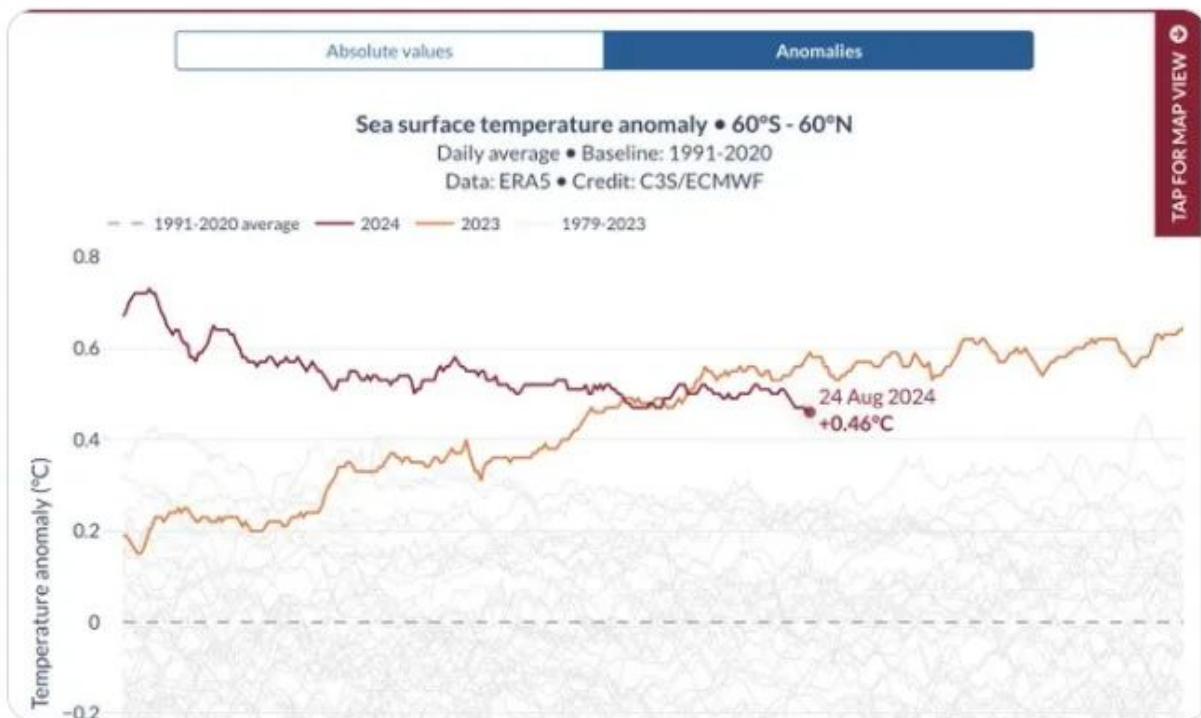 Absolute values
Anomalies
TAP FOR MAP VIEW
Sea surface temperature anomaly • 60°S - 60°N
Daily average • Baseline: 1991-2020
Data: ERA5 • Credit: C3S/ECMWF
1991-2020 average
2024
2023
1979-2023
0.8
0.6
0.4
0.2
0
-0.2
Temperature anomaly (°C)
24 Aug 2024
+0.46°C